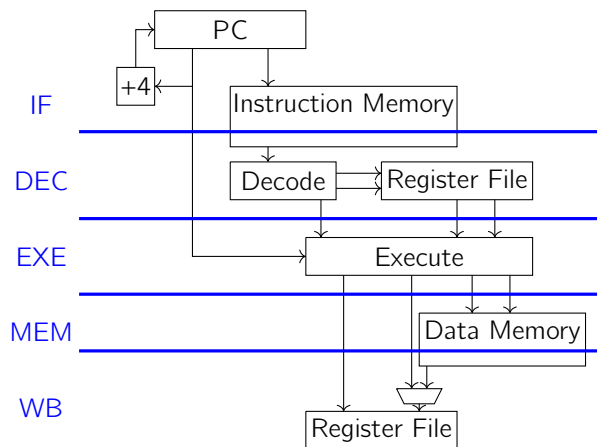 PC
+4
IF
Instruction Memory
DEC
Decode
Register File
EXE
Execute
MEM
Data Memory
WB
Register File